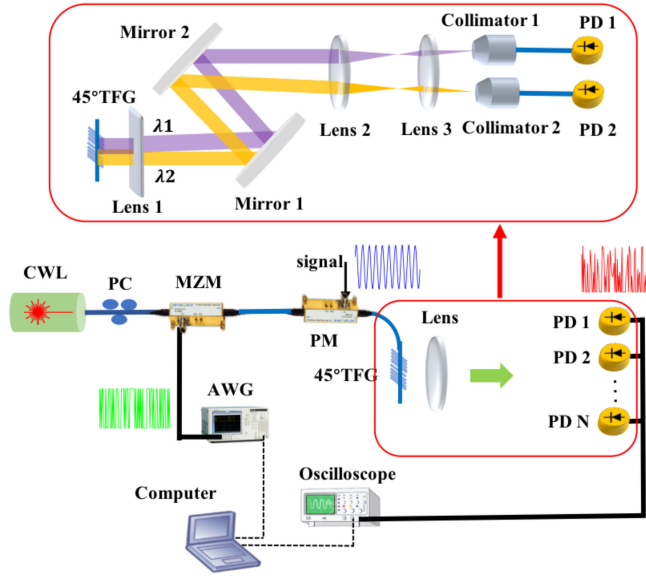 Mirror 2
Collimator 1
PD 1
45°TFG
λ1
Lens 2
Lens 3
Collimator 2
PD 2
λ2
Lens 1
Mirror 1
signal
CWL
PC
MZM
Lens
PD 1
PM
PD 2
45°TFG
AWG
PD N
Oscilloscope
Computer